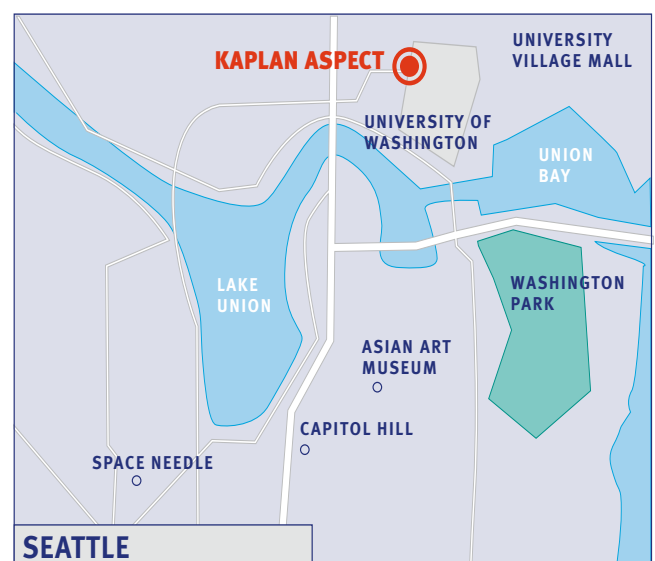 UNIVERSITY
VILLAGE MALL
KAPLAN ASPECT
UNIVERSITY OF
WASHINGTON
UNION
BAY
LAKE
UNION
WASHINGTON
PARK
ASIAN ART
MUSEUM
CAPITOL HILL
SPACE NEEDLE
SEATTLE